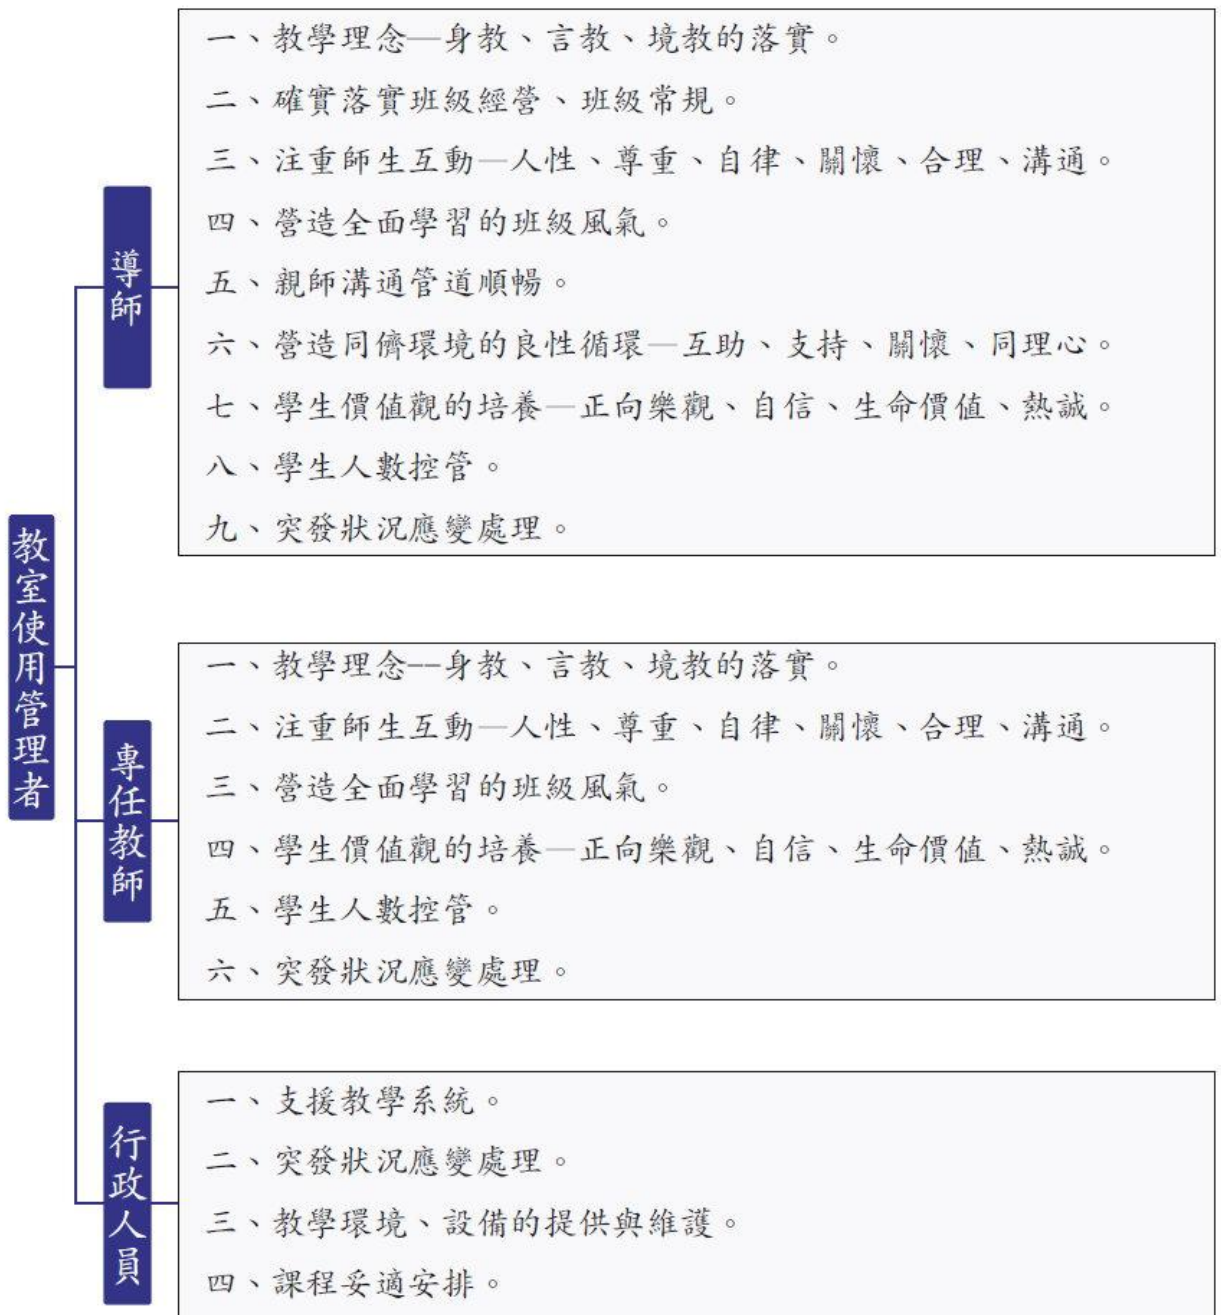 教室使用管理者
導師
一、教學理念—身教、言教、境教的落實。
二、確實落實班級經營、班級常規。
三、注重師生互動—人性、尊重、自律、關懷、合理、溝通。
四、營造全面學習的班級風氣。
五、親師溝通管道順暢。
六、營造同儕環境的良性循環—互助、支持、關懷、同理心。
七、學生價值觀的培養—正向樂觀、自信、生命價值、熱誠。
八、學生人數控管。
九、突發狀況應變處理。
專任教師
一、教學理念--身教、言教、境教的落實。
二、注重師生互動—人性、尊重、自律、關懷、合理、溝通。
三、營造全面學習的班級風氣。
四、學生價值觀的培養—正向樂觀、自信、生命價值、熱誠。
五、學生人數控管。
六、突發狀況應變處理。
行政人員
一、支援教學系統。
二、突發狀況應變處理。
三、教學環境、設備的提供與維護。
四、課程妥適安排。